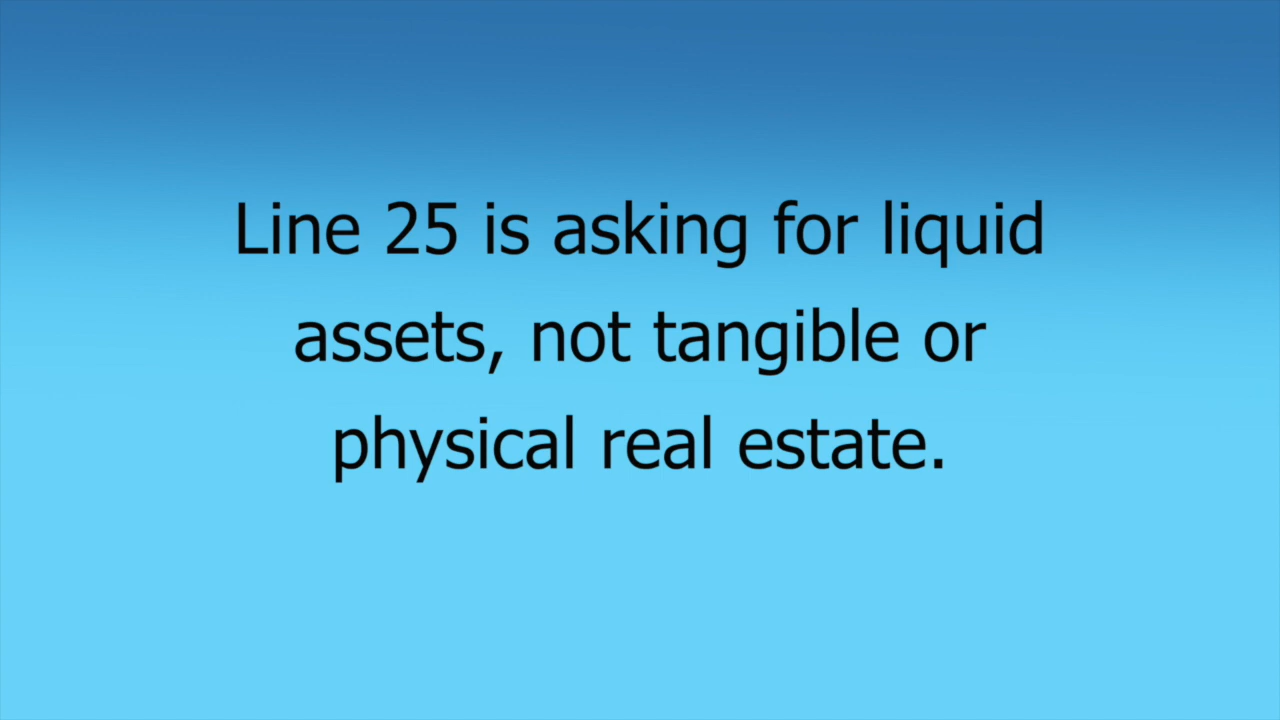 Line 25 is asking for liquid
assets, not tangible or
physical real estate.